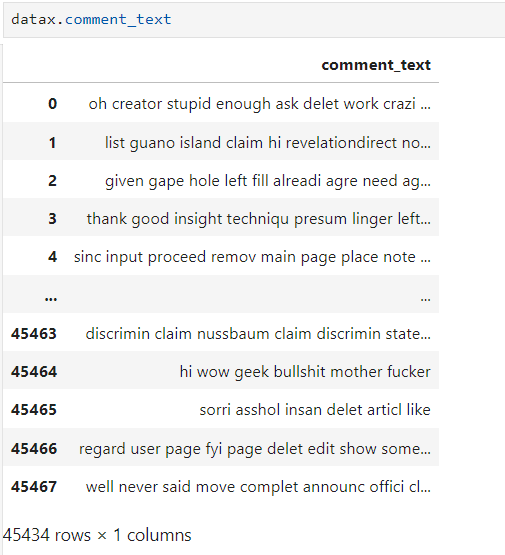 datax.comment_text
comment_text
0 oh creator stupid enough ask delet work crazi ...
1 list guano island claim hi revelationdirect no...
2 given gape hole left fill alreadi agre need ag...
3 thank good insight techniqu presum linger left...
4 sinc input proceed remov main page place note ...
... ...
45463 discrimin claim nussbaum claim discrimin state...
45464 hi wow geek bullshit mother fucker
45465 sorri asshol insan delet articl like
45466 regard user page fyi page delet edit show some...
45467 well never said move complet announc offici cl...
45434 rows × 1 columns